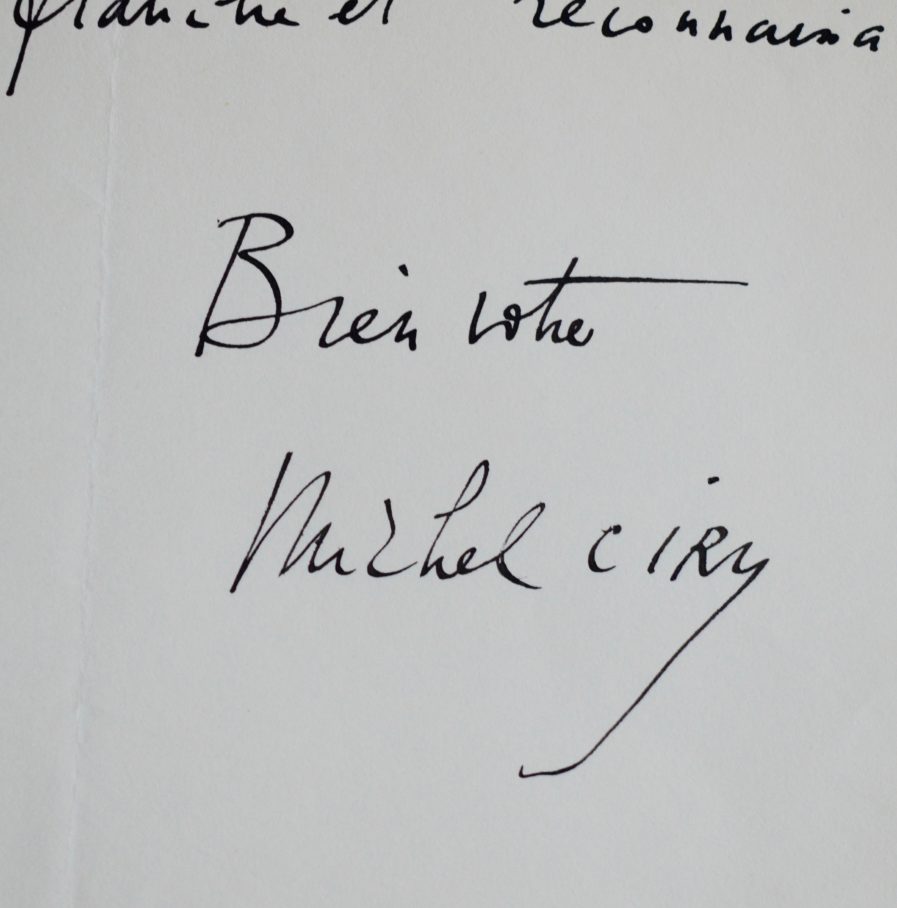 franche et reconnaissa
Bien votre
Michel CIRY